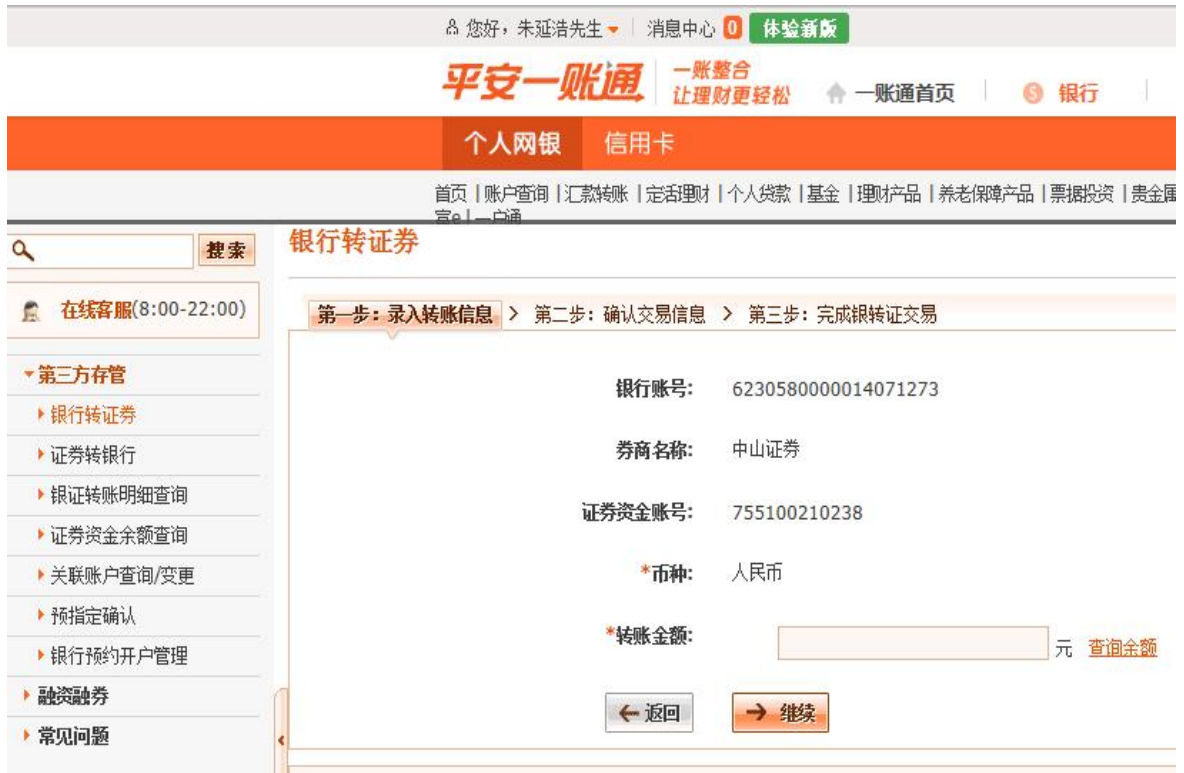 您好，朱延浩先生 消息中心 0 体验新版
平安一账通 一账整合
让理财更轻松 一账通首页 银行
个人网银 信用卡
首页 | 账户查询 | 汇款转账 | 定活理财 | 个人贷款 | 基金 | 理财产品 | 养老保障产品 | 票据投资 | 贵金属
富e | 一户通
搜索
银行转证券
在线客服(8:00-22:00)
第一步：录入转账信息 > 第二步：确认交易信息 > 第三步：完成银转证交易
第三方存管
银行转证券
证券转银行
银证转账明细查询
证券资金余额查询
关联账户查询/变更
预指定确认
银行预约开户管理
融资融券
常见问题
银行账号: 6230580000014071273
券商名称: 中山证券
证券资金账号: 755100210238
*币种: 人民币
*转账金额: 元 查询余额
返回 继续